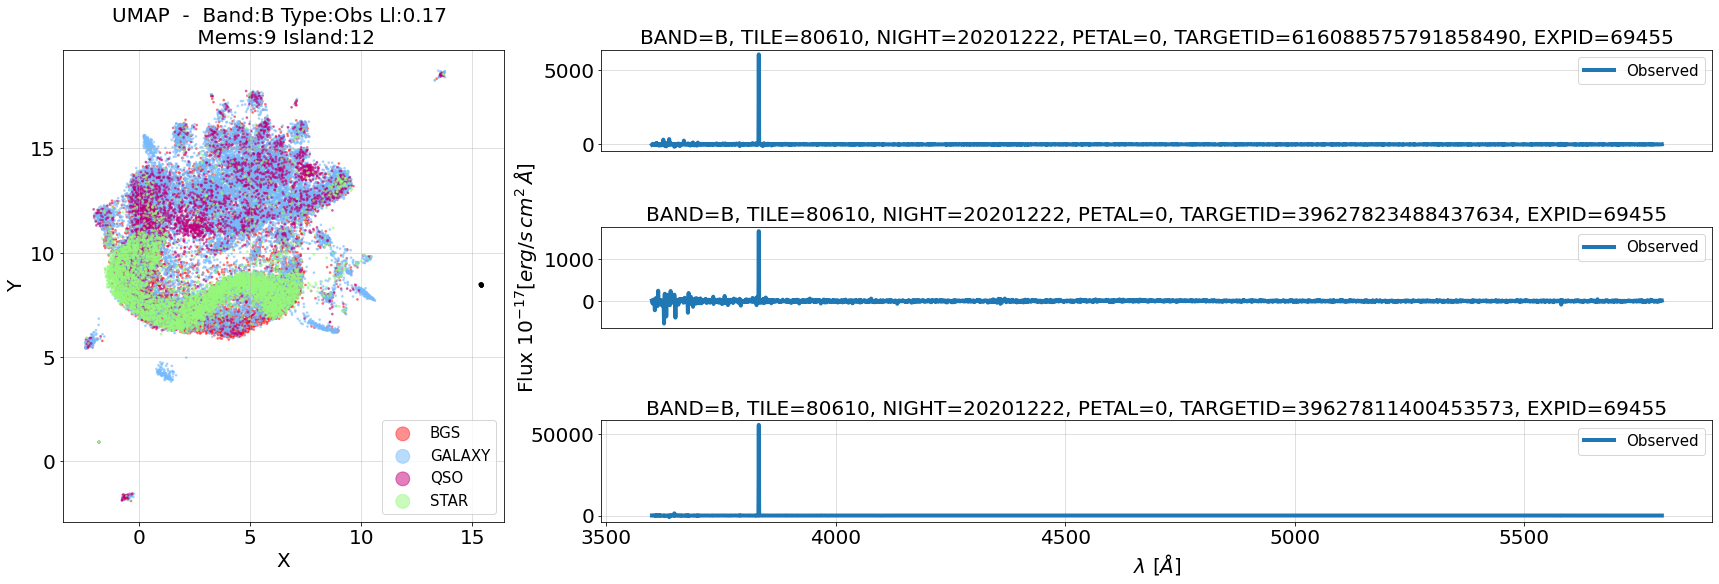 UMAP  -  Band:B Type:Obs Ll:0.17
Mems:9 Island:12
15
10
5
0
Y
0
5
10
15
X
BGS
GALAXY
QSO
STAR
Flux 10⁻¹⁷[erg/s cm² Å]
BAND=B, TILE=80610, NIGHT=20201222, PETAL=0, TARGETID=616088575791858490, EXPID=69455
5000
0
Observed
BAND=B, TILE=80610, NIGHT=20201222, PETAL=0, TARGETID=39627823488437634, EXPID=69455
1000
0
Observed
BAND=B, TILE=80610, NIGHT=20201222, PETAL=0, TARGETID=39627811400453573, EXPID=69455
50000
0
Observed
3500
4000
4500
5000
5500
λ [Å]